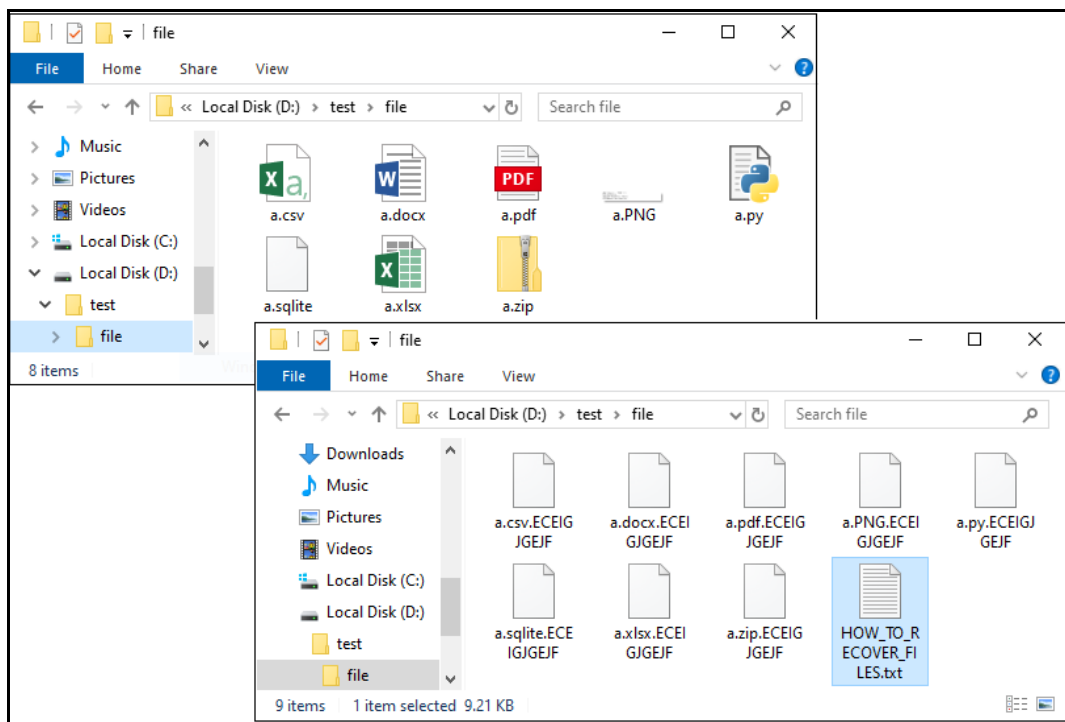 file
File Home Share View
« Local Disk (D:) › test › file
Search file
Music
Pictures
Videos
Local Disk (C:)
Local Disk (D:)
test
file
a.csv a.docx a.pdf a.PNG a.py
a.sqlite a.xlsx a.zip
8 items
file
File Home Share View
« Local Disk (D:) › test › file
Search file
Downloads
Music
Pictures
Videos
Local Disk (C:)
Local Disk (D:)
test
file
a.csv.ECEIG a.docx.ECEI a.pdf.ECEIG a.PNG.ECEI a.py.ECEIGJ
JGEJF GJGEJF JGEJF GJGEJF GEJF
a.sqlite.ECE a.xlsx.ECEI a.zip.ECEIG HOW_TO_R
IGJGEJF GJGEJF JGEJF ECOVER_FI
LES.txt
9 items 1 item selected 9.21 KB